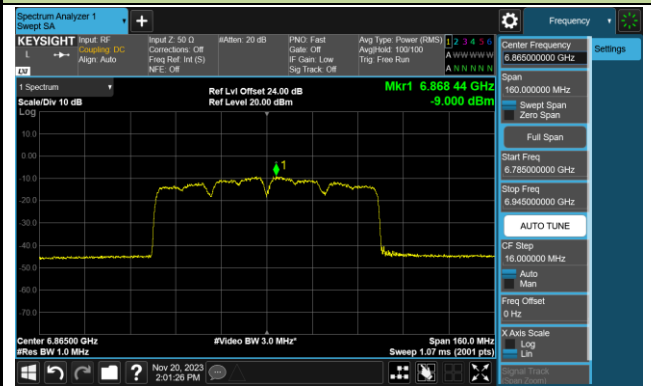 Spectrum Analyzer 1
Swept SA
Frequency
KEYSIGHT
Input: RF
Coupling: DC
Align: Auto
Input Z: 50 Ω
Corrections: Off
Freq Ref: Int (S)
NFE: Off
#Atten: 20 dB
PNO: Fast
Gate: Off
IF Gain: Low
Sig Track: Off
Avg Type: Power (RMS)
Avg|Hold: 100/100
Trig: Free Run
1 2 3 4 5 6
A W W W W W
A N N N N N
L
LXI
1 Spectrum
Scale/Div 10 dB
Log
Ref Lvl Offset 24.00 dB
Ref Level 20.00 dBm
Mkr1 6.868 44 GHz
-9.000 dBm
10.0
0.00
1
-10.0
-20.0
-30.0
-40.0
-50.0
-60.0
-70.0
Center 6.86500 GHz
#Res BW 1.0 MHz
#Video BW 3.0 MHz*
Span 160.0 MHz
Sweep 1.07 ms (2001 pts)
Nov 20, 2023
2:01:26 PM
?
Center Frequency
6.865000000 GHz
Settings
Span
160.000000 MHz
Swept Span
Zero Span
Full Span
Start Freq
6.785000000 GHz
Stop Freq
6.945000000 GHz
AUTO TUNE
CF Step
16.000000 MHz
Auto
Man
Freq Offset
0 Hz
X Axis Scale
Log
Lin
Signal Track
(Span Zoom)